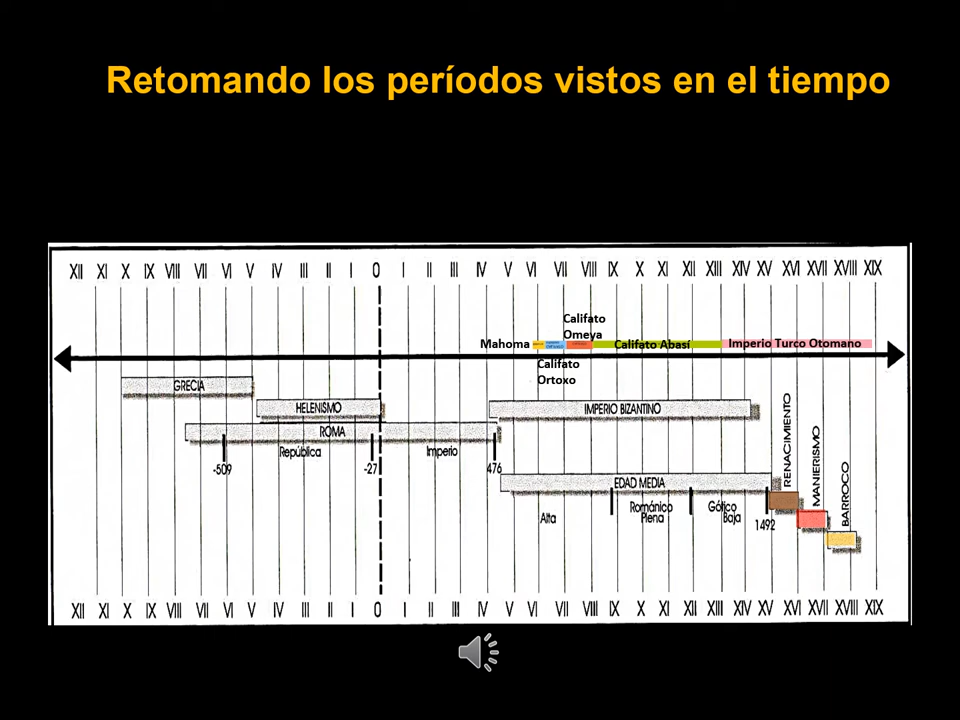 Retomando los períodos vistos en el tiempo
XII XI X IX VIII VII VI V IV III II I 0 I II III IV V VI VII VIII IX X XI XII XIII XIV XV XVI XVII XVIII XIX
Califato
Omeya
Mahoma
Califato Abasí
Imperio Turco Otomano
Califato
Ortoxo
GRECIA
HELENISMO
IMPERIO BIZANTINO
ROMA
República
Imperio
-509
-27
476
EDAD MEDIA
Alta
Románico
Plena
Gótico
Baja
1492
RENACIMIENTO
MANIERISMO
BARROCO
XII XI X IX VIII VII VI V IV III II I 0 I II III IV V VI VII VIII IX X XI XII XIII XIV XV XVI XVII XVIII XIX